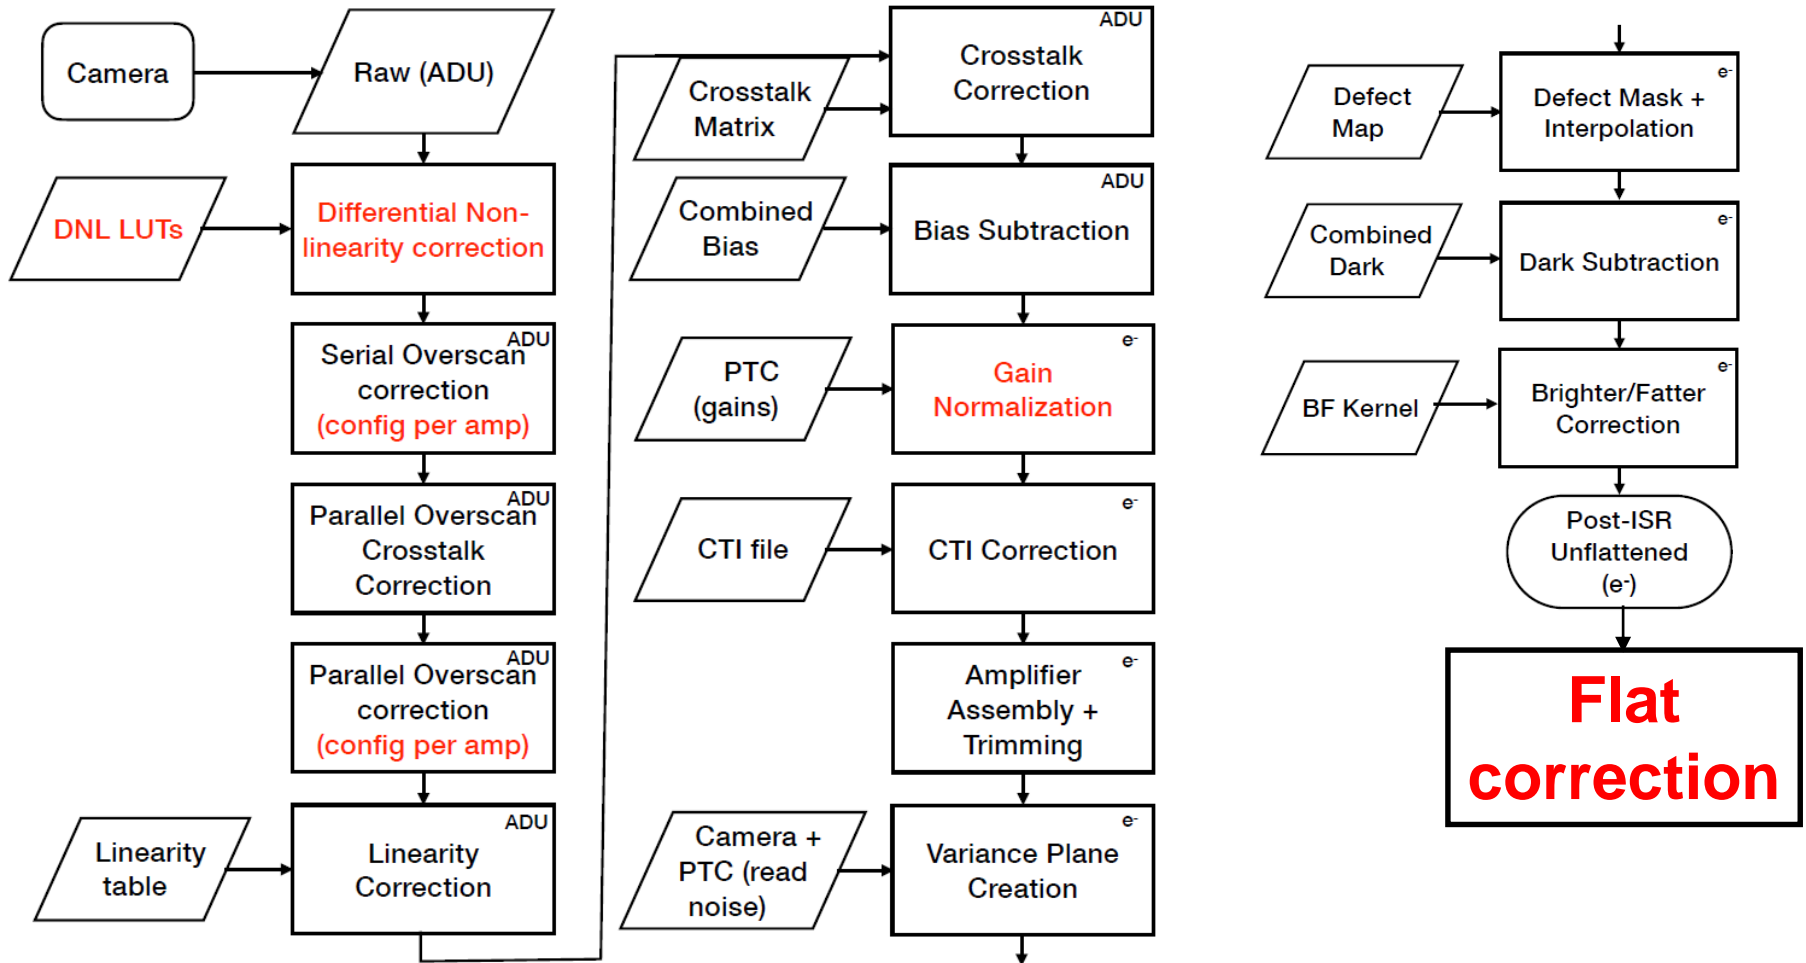 Camera
Raw (ADU)
DNL LUTs
Differential Non-
linearity correction
ADU
Serial Overscan
correction
(config per amp)
ADU
Parallel Overscan
Crosstalk
Correction
ADU
Parallel Overscan
correction
(config per amp)
Linearity
table
ADU
Linearity
Correction
ADU
Crosstalk
Correction
Crosstalk
Matrix
ADU
Bias Subtraction
Combined
Bias
PTC
(gains)
e-
Gain
Normalization
CTI file
e-
CTI Correction
e-
Amplifier
Assembly +
Trimming
Camera +
PTC (read
noise)
e-
Variance Plane
Creation
Defect
Map
e-
Defect Mask +
Interpolation
Combined
Dark
e-
Dark Subtraction
BF Kernel
e-
Brighter/Fatter
Correction
Post-ISR
Unflattened
(e-)
Flat
correction